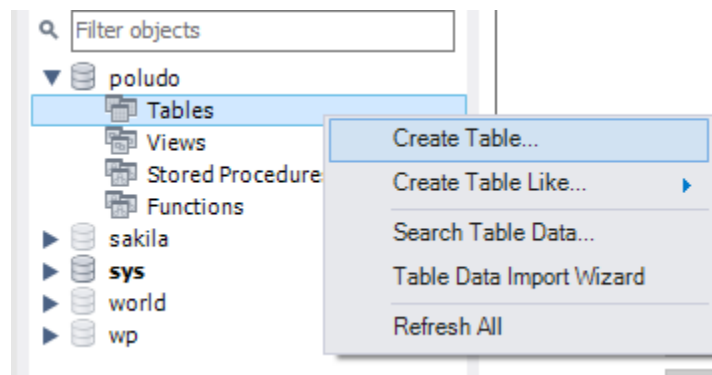 Filter objects
poludo
Tables
Views
Stored Procedure
Functions
sakila
sys
world
wp
Create Table...
Create Table Like...
Search Table Data...
Table Data Import Wizard
Refresh All